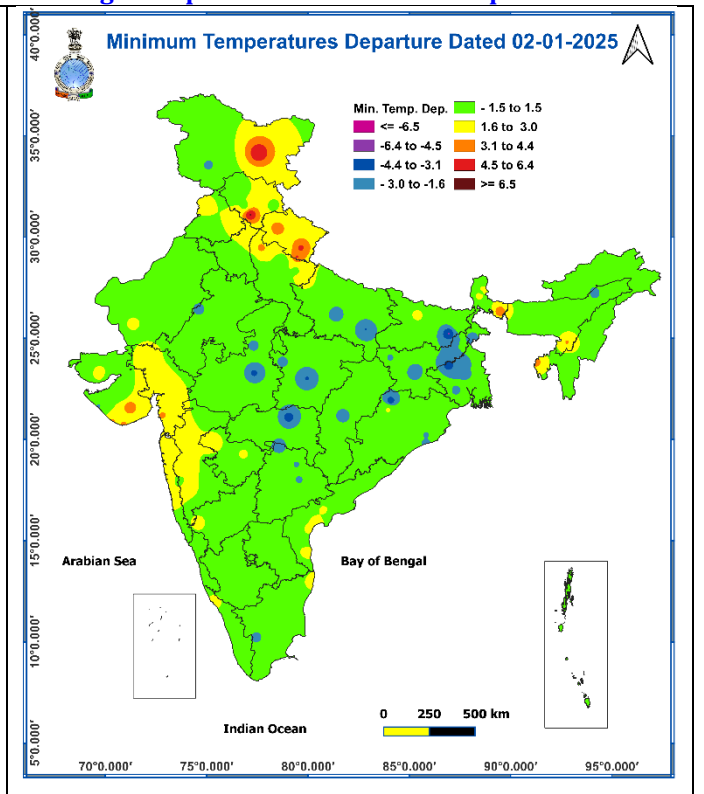 Minimum Temperatures Departure Dated 02-01-2025
Min. Temp. Dep.
<= -6.5
-6.4 to -4.5
-4.4 to -3.1
- 3.0 to -1.6
- 1.5 to 1.5
1.6 to 3.0
3.1 to 4.4
4.5 to 6.4
>= 6.5
40°0.000'
35°0.000'
30°0.000'
25°0.000'
20°0.000'
15°0.000'
10°0.000'
5°0.000'
Arabian Sea
Bay of Bengal
Indian Ocean
0 250 500 km
70°0.000' 75°0.000' 80°0.000' 85°0.000' 90°0.000' 95°0.000'